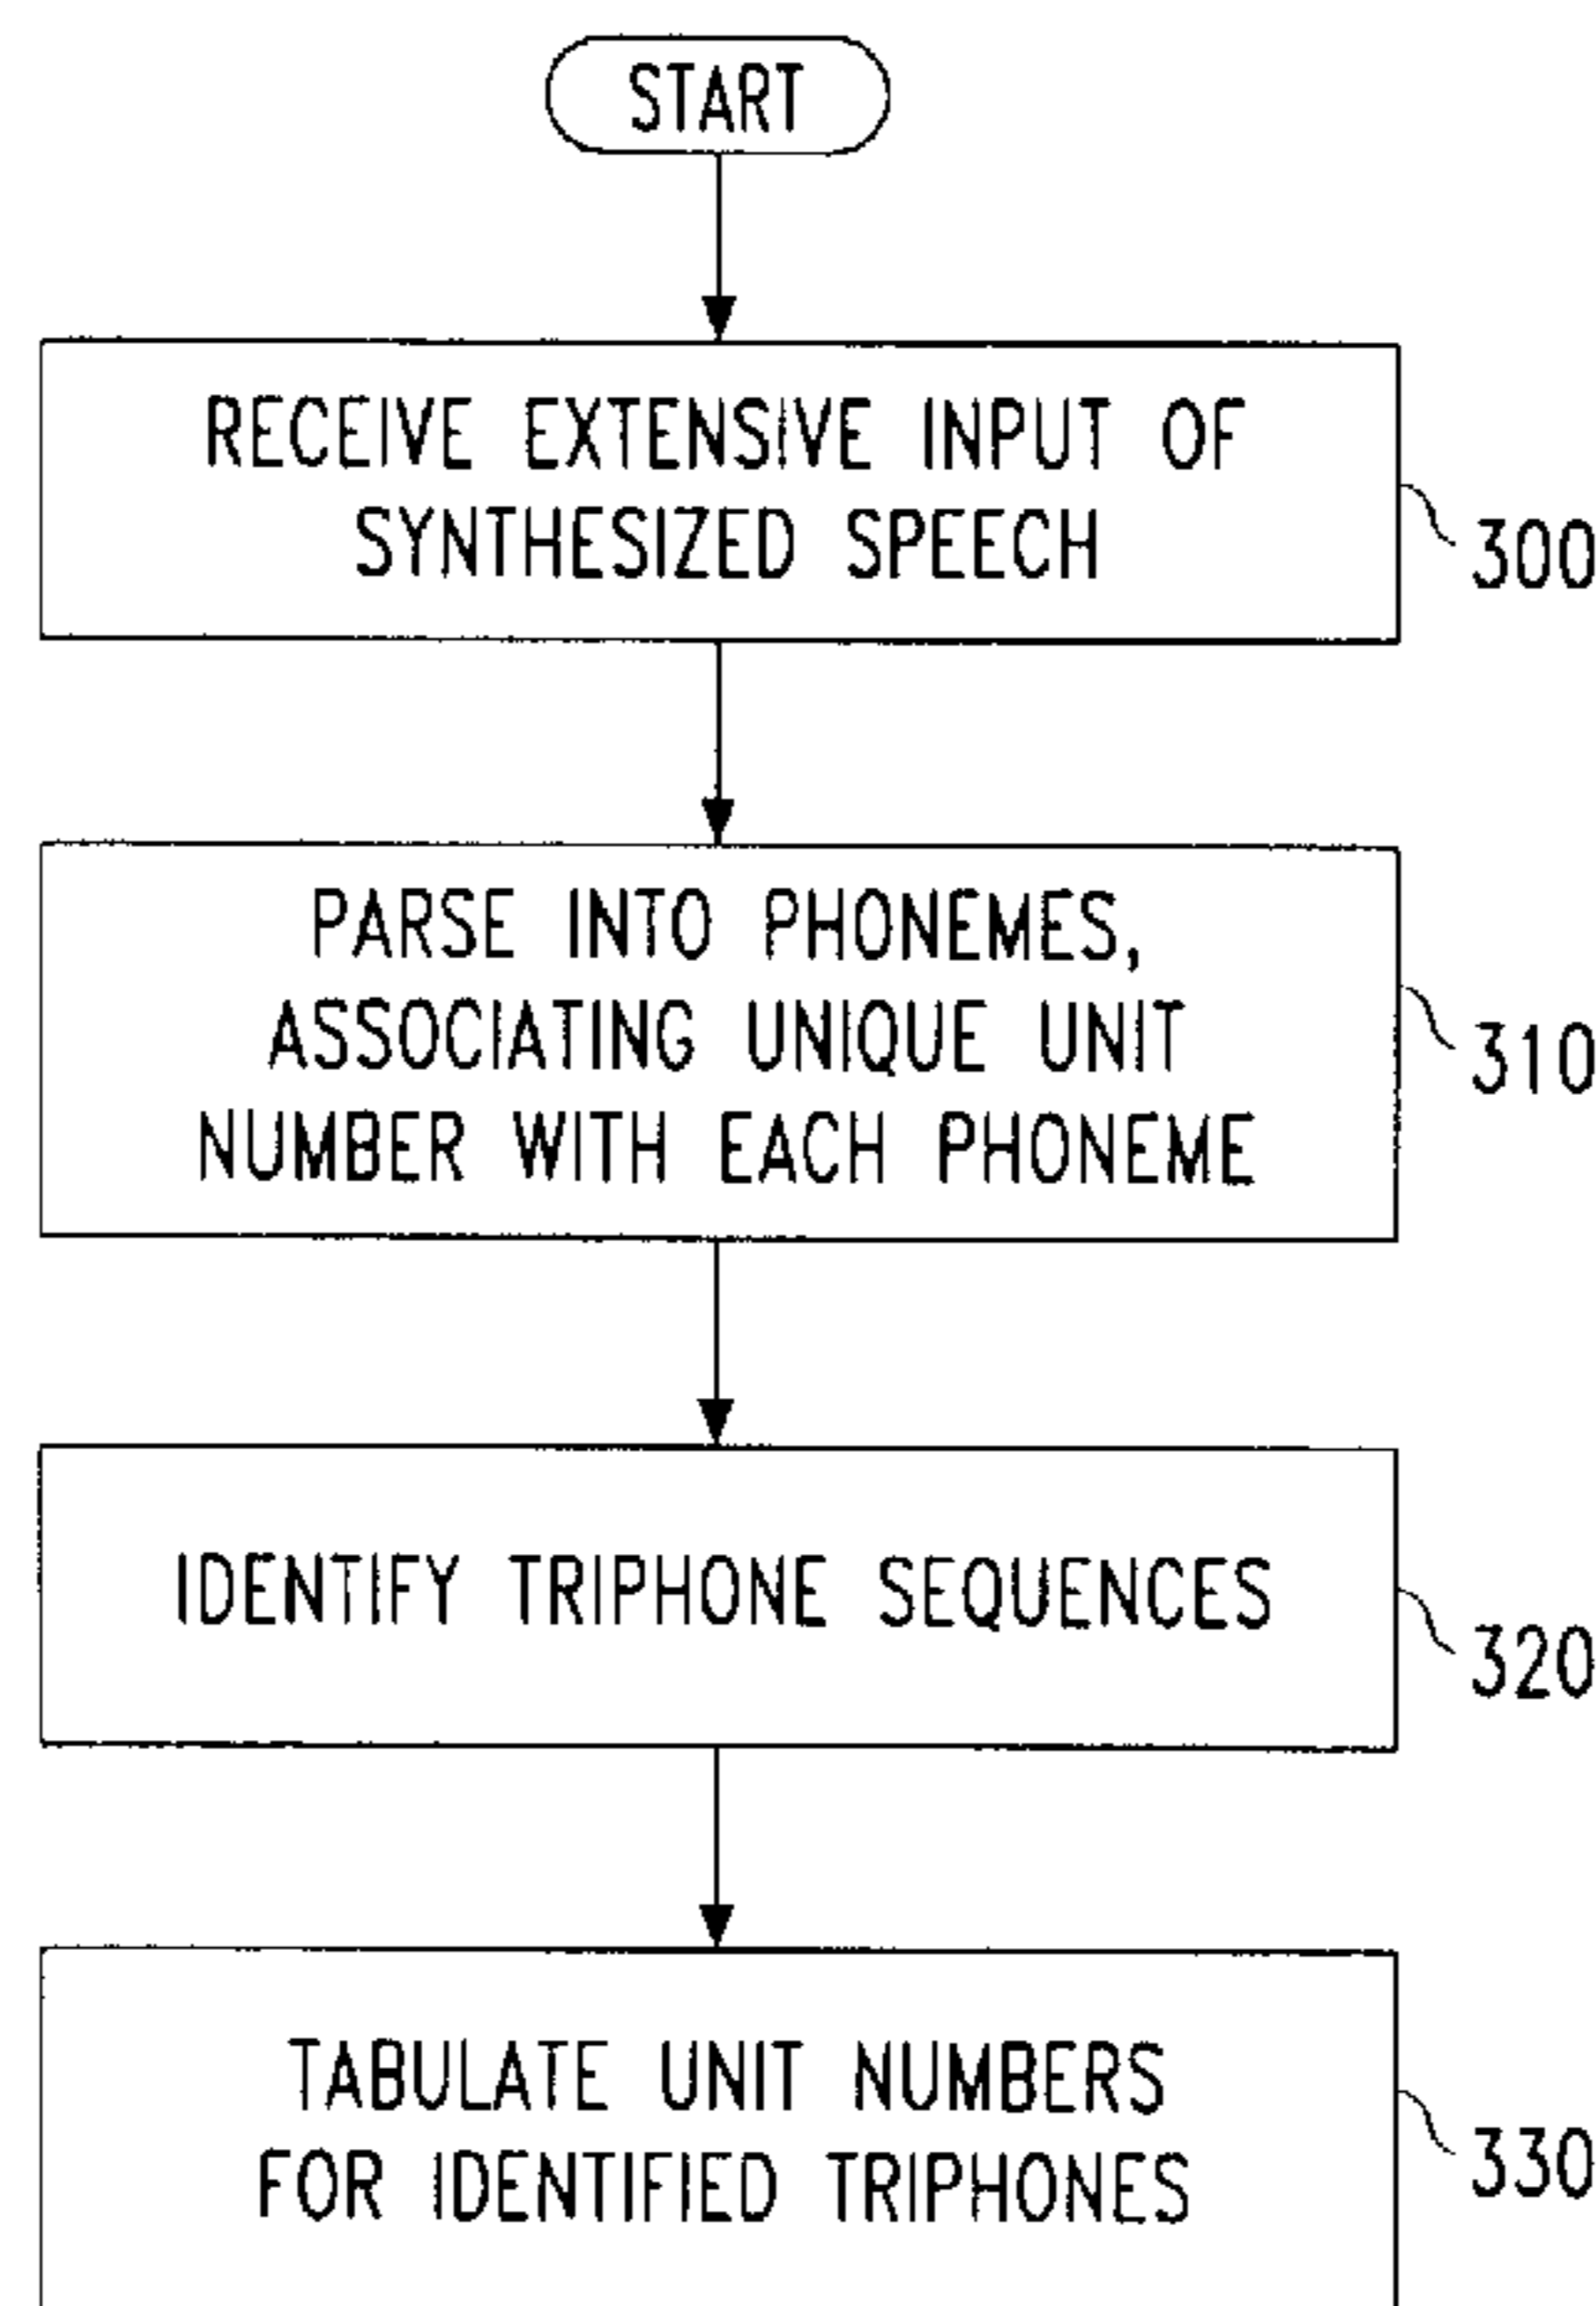 START
RECEIVE EXTENSIVE INPUT OF
SYNTHESIZED SPEECH
300
PARSE INTO PHONEMES,
ASSOCIATING UNIQUE UNIT
NUMBER WITH EACH PHONEME
310
IDENTIFY TRIPHONE SEQUENCES
320
TABULATE UNIT NUMBERS
FOR IDENTIFIED TRIPHONES
330